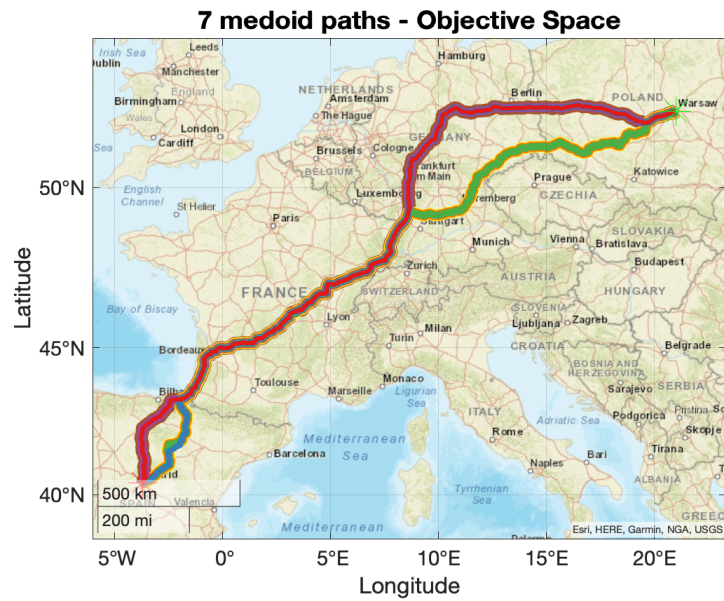 7 medoid paths - Objective Space
Irish Sea
Leeds
Hamburg
Dublin
Manchester
NETHERLANDS
Berlin
POLAND
Warsaw
Birmingham
England
Amsterdam
Wales
The Hague
GERMANY
London
Cardiff
Brussels
Cologne
Sea
BELGIUM
Frankfurt
am Main
Katowice
English
Channel
Luxembourg
Prague
CZECHIA
50°N
St Helier
Paris
Stuttgart
SLOVAKIA
Munich
Vienna
Bratislava
Budapest
Zurich
FRANCE
SWITZERLAND
AUSTRIA
HUNGARY
Latitude
Bay of Biscay
Lyon
SLOVENIA
Ljubljana
Zagreb
Milan
Turin
45°N
Bordeaux
CROATIA
Belgrade
BOSNIA AND
HERZEGOVINA
Monaco
Toulouse
Marseille
Ligurian
Sea
Sarajevo
SERBIA
ITALY
Podgorica
Pristina
Adriatic Sea
Skopje
Rome
Mediterranean
Sea
Barcelona
Bari
Tirana
Naples
ALBANIA
40°N
500 km
Tyrrhenian
Sea
SPAIN
Valencia
200 mi
GREEC
Mediterranean
Esri, HERE, Garmin, NGA, USGS
5°W
0°
5°E
10°E
15°E
20°E
Longitude